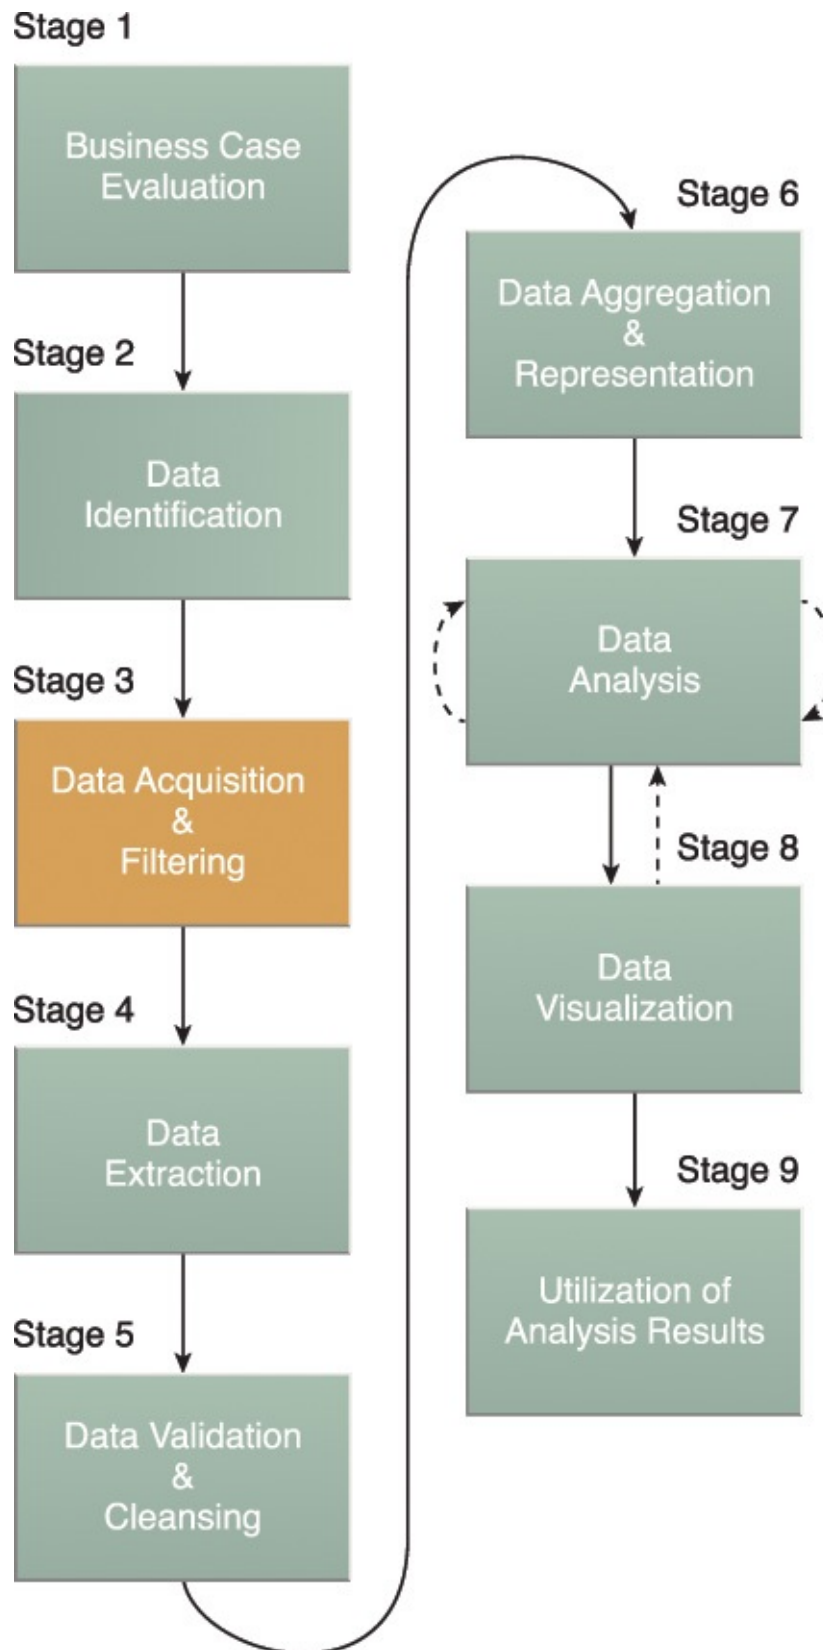 Stage 1
Business Case
Evaluation
Stage 2
Data
Identification
Stage 3
Data Acquisition
&
Filtering
Stage 4
Data
Extraction
Stage 5
Data Validation
&
Cleansing
Stage 6
Data Aggregation
&
Representation
Stage 7
Data
Analysis
Stage 8
Data
Visualization
Stage 9
Utilization of
Analysis Results